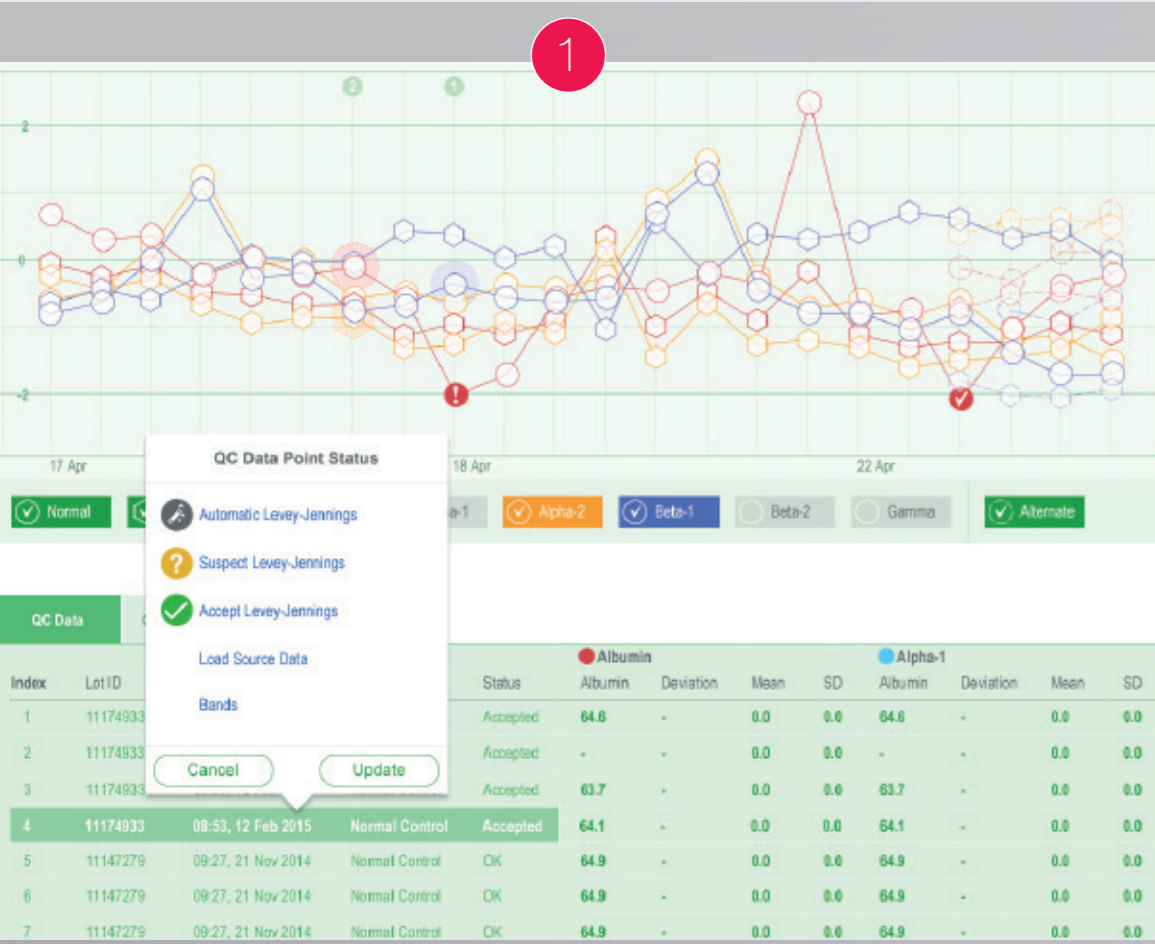 1
2 1
2
0
-2
17 Apr 18 Apr 22 Apr
QC Data Point Status
Automatic Levey-Jennings
? Suspect Levey-Jennings
Accept Levey-Jennings
Load Source Data
Bands
Cancel Update
Normal a-1 Alpha-2 Beta-1 Beta-2 Gamma Alternate
QC Data
Albumin Alpha-1
Index Lot ID Status Albumin Deviation Mean SD Albumin Deviation Mean SD
1 11174933 Accepted 64.6 - 0.0 0.0 64.6 - 0.0 0.0
2 11174933 Accepted - - 0.0 0.0 - - 0.0 0.0
3 11174933 Accepted 63.7 - 0.0 0.0 63.7 - 0.0 0.0
4 11174933 08:53, 12 Feb 2015 Normal Control Accepted 64.1 - 0.0 0.0 64.1 - 0.0 0.0
5 11147279 09:27, 21 Nov 2014 Normal Control OK 64.9 - 0.0 0.0 64.9 - 0.0 0.0
6 11147279 09:27, 21 Nov 2014 Normal Control OK 64.9 - 0.0 0.0 64.9 - 0.0 0.0
7 11147279 09:27, 21 Nov 2014 Normal Control OK 64.9 - 0.0 0.0 64.9 - 0.0 0.0